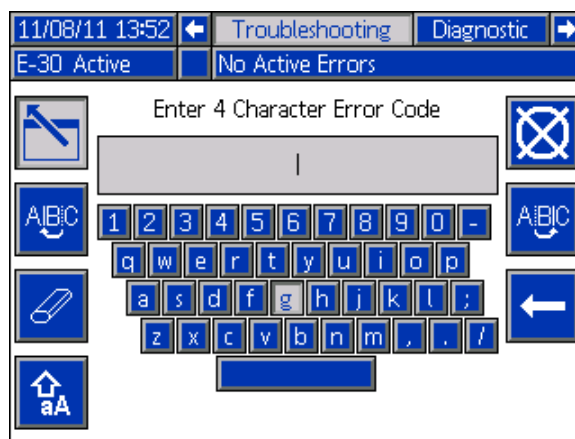 11/08/11 13:52 Troubleshooting Diagnostic
E-30 Active No Active Errors
Enter 4 Character Error Code
ABC ABC
1 2 3 4 5 6 7 8 9 0 -
q w e r t y u i o p
a s d f g h j k l ;
z x c v b n m , . /
aA